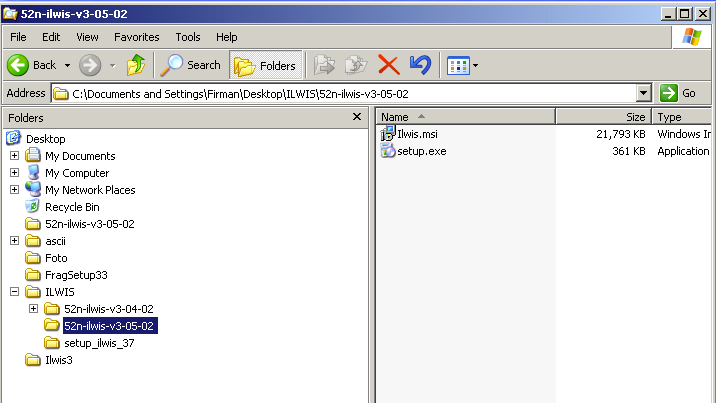 52n-ilwis-v3-05-02
File Edit View Favorites Tools Help
Back Search Folders
Address C:\Documents and Settings\Firman\Desktop\ILWIS\52n-ilwis-v3-05-02 Go
Folders
Name Size Type
Desktop
My Documents
My Computer
My Network Places
Recycle Bin
52n-ilwis-v3-05-02
ascii
Foto
FragSetup33
ILWIS
52n-ilwis-v3-04-02
52n-ilwis-v3-05-02
setup_ilwis_37
Ilwis3
Ilwis.msi 21,793 KB Windows In
setup.exe 361 KB Application